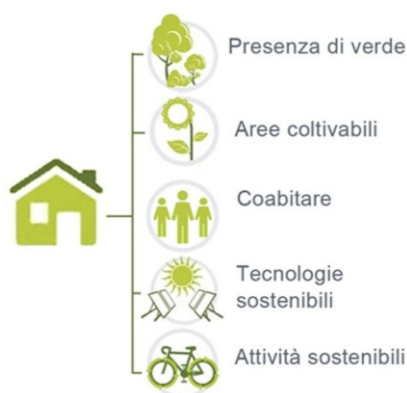 Presenza di verde
Aree coltivabili
Coabitare
Tecnologie
sostenibili
Attività sostenibili